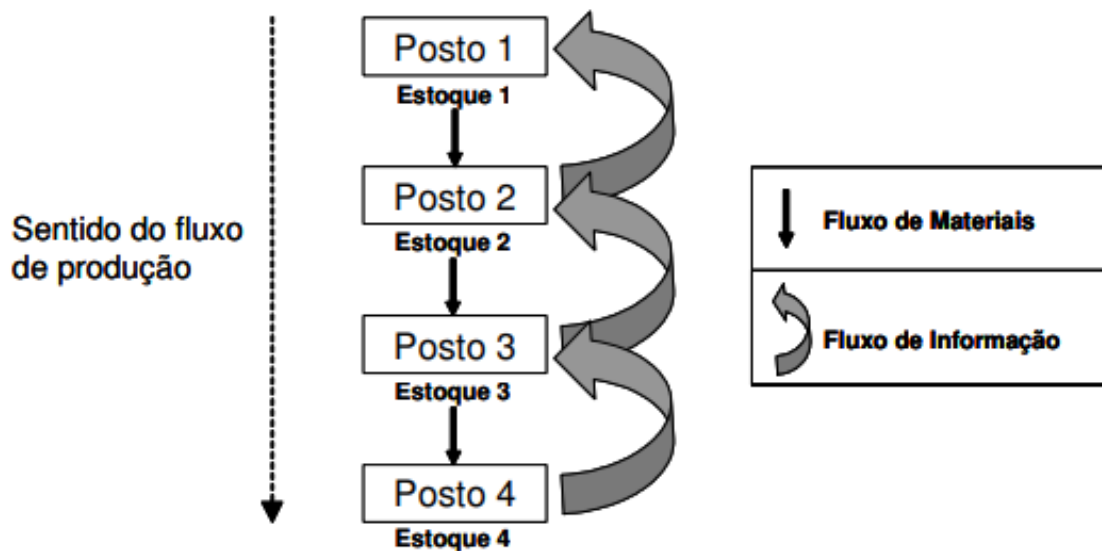 Posto 1
Estoque 1
Posto 2
Estoque 2
Sentido do fluxo
de produção
Posto 3
Estoque 3
Posto 4
Estoque 4
Fluxo de Materiais
Fluxo de Informação